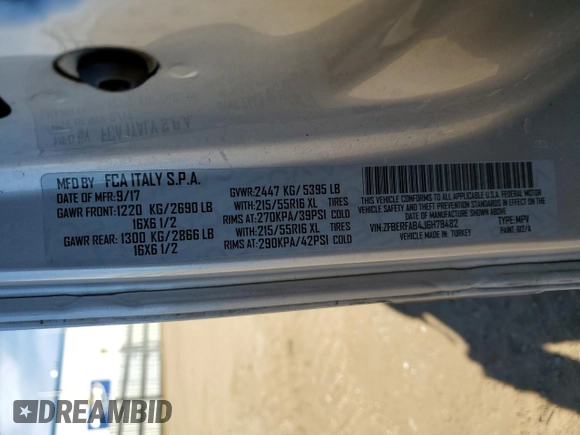 MFD BY FCA ITALY S.P.A.
DATE OF MFR: 9/17
GAWR FRONT: 1220 KG/2690 LB
16X6 1/2
GAWR REAR: 1300 KG/2866 LB
16X6 1/2
GVWR: 2447 KG/ 5395 LB
WITH: 215/55R16 XL TIRES
RIMS AT: 270KPA/39PSI COLD
WITH: 215/55R16 XL TIRES
RIMS AT: 290KPA/42PSI COLD
THIS VEHICLE CONFORMS TO ALL APPLICABLE U.S.A. FEDERAL MOTOR
VEHICLE SAFETY STANDARDS IN EFFECT ON THE DATE OF MANUFACTURE SHOWN ABOVE.
VIN: ZFBERFAB4J6H78482 TYPE: MPV
VEHICLE MADE IN: TURKEY PAINT: 602/A
FCA ITALY S.P.A.
DREAMBID